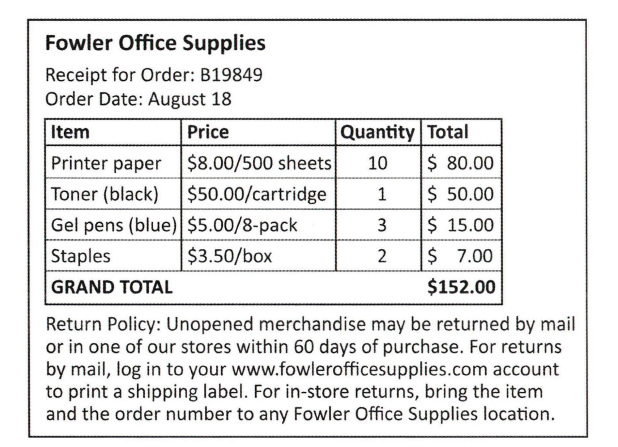 Fowler Office Supplies
Receipt for Order: B19849
Order Date: August 18
Item Price Quantity Total
Printer paper $8.00/500 sheets 10 $ 80.00
Toner (black) $50.00/cartridge 1 $ 50.00
Gel pens (blue) $5.00/8-pack 3 $ 15.00
Staples $3.50/box 2 $ 7.00
GRAND TOTAL $152.00
Return Policy: Unopened merchandise may be returned by mail
or in one of our stores within 60 days of purchase. For returns
by mail, log in to your www.fowlerofficesupplies.com account
to print a shipping label. For in-store returns, bring the item
and the order number to any Fowler Office Supplies location.